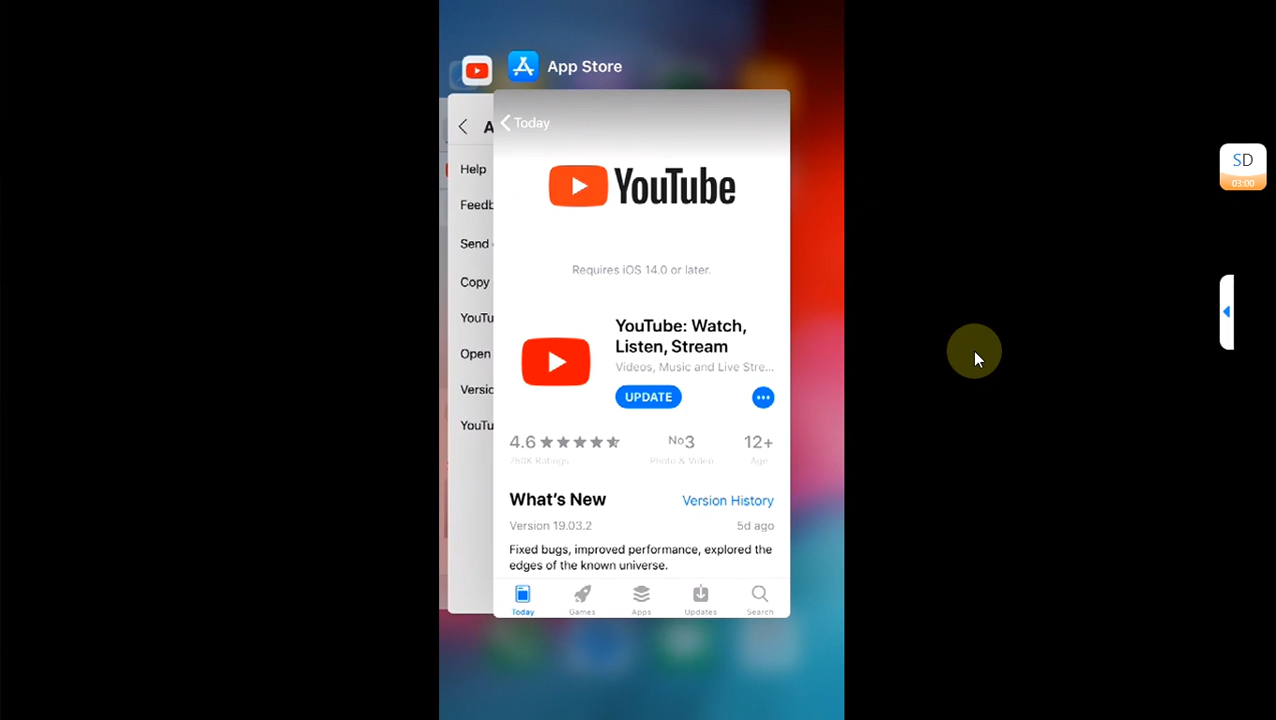 App Store
Today
A
YouTube
Help
Feedb
Send
Copy
YouTu
Open
Versic
YouTu
Requires iOS 14.0 or later.
YouTube: Watch,
Listen, Stream
Videos, Music and Live Stre...
UPDATE
4.6
No3
12+
Ratings
Photo & Video
Age
What's New
Version History
Version 19.03.2
5d ago
Fixed bugs, improved performance, explored the
edges of the known universe.
Today
Games
Apps
Updates
Search
SD
03:00